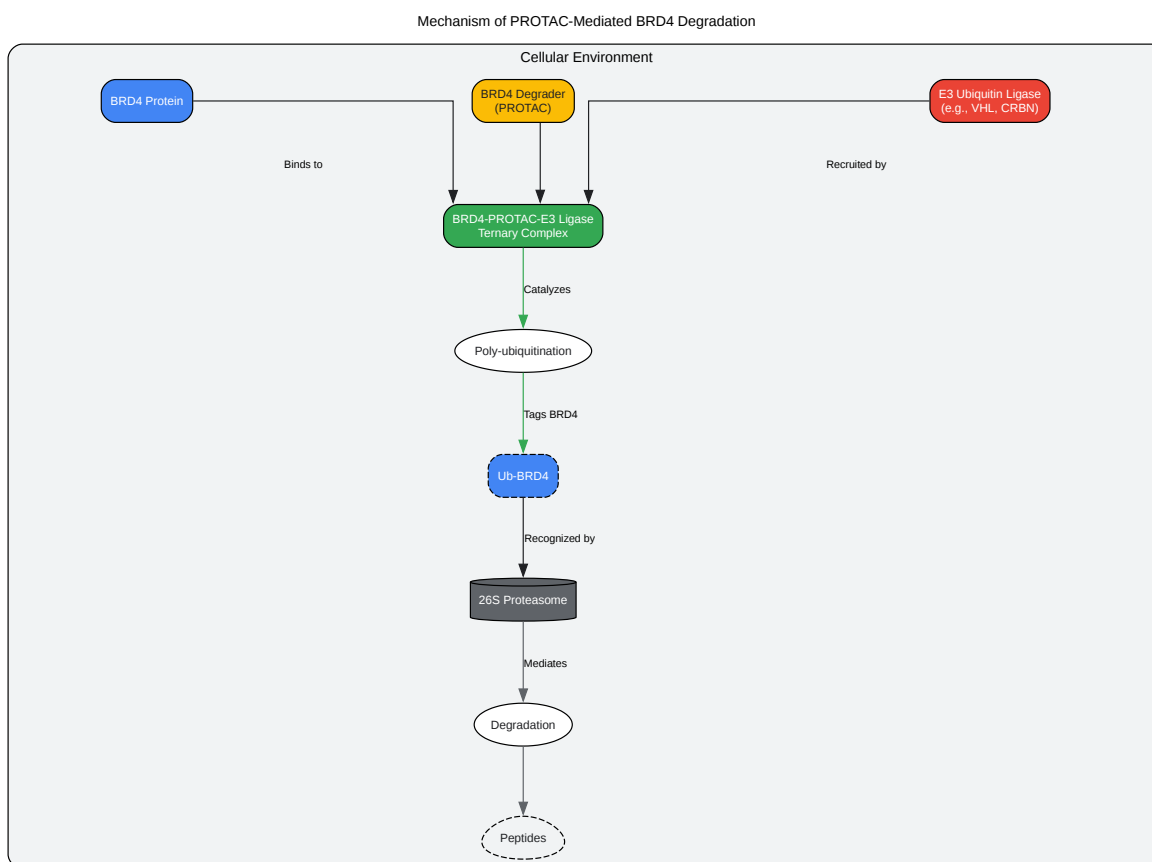 Mechanism of PROTAC-Mediated BRD4 Degradation
Cellular Environment
BRD4 Protein
BRD4 Degrader
(PROTAC)
E3 Ubiquitin Ligase
(e.g., VHL, CRBN)
Binds to
Recruited by
BRD4-PROTAC-E3 Ligase
Ternary Complex
Catalyzes
Poly-ubiquitination
Tags BRD4
Ub-BRD4
Recognized by
26S Proteasome
Mediates
Degradation
Peptides